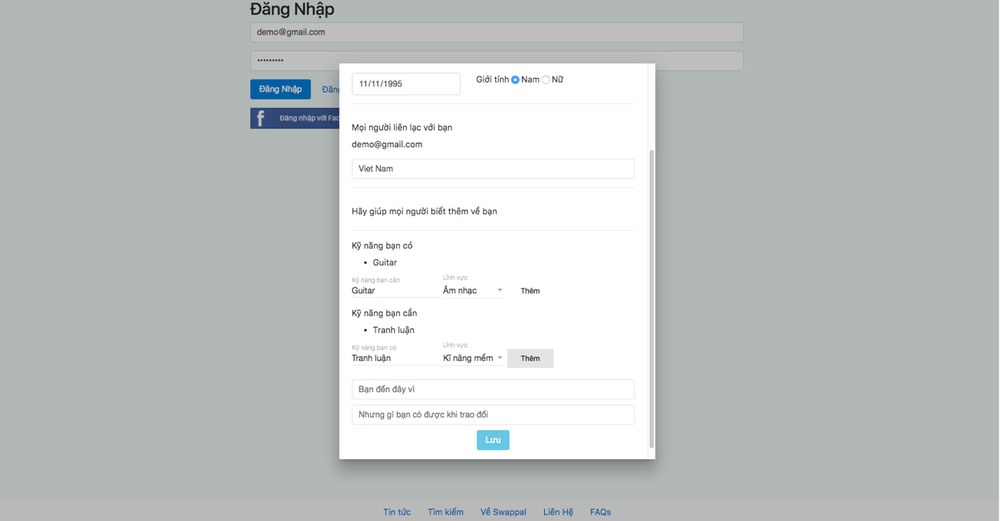 Đăng Nhập
demo@gmail.com
•••••••••
Đăng Nhập Đăng
f Đăng nhập với Fac
11/11/1995 Giới tính Nam Nữ
Mọi người liên lạc với bạn
demo@gmail.com
Viet Nam
Hãy giúp mọi người biết thêm về bạn
Kỹ năng bạn có
• Guitar
Kỹ năng bạn cần Lĩnh vực
Guitar Âm nhạc Thêm
Kỹ năng bạn cần
• Tranh luận
Kỹ năng bạn có Lĩnh vực
Tranh luận Kĩ năng mềm Thêm
Bạn đến đây vì
Nhưng gì bạn có được khi trao đổi
Lưu
Tin tức Tìm kiếm Về Swappal Liên Hệ FAQs